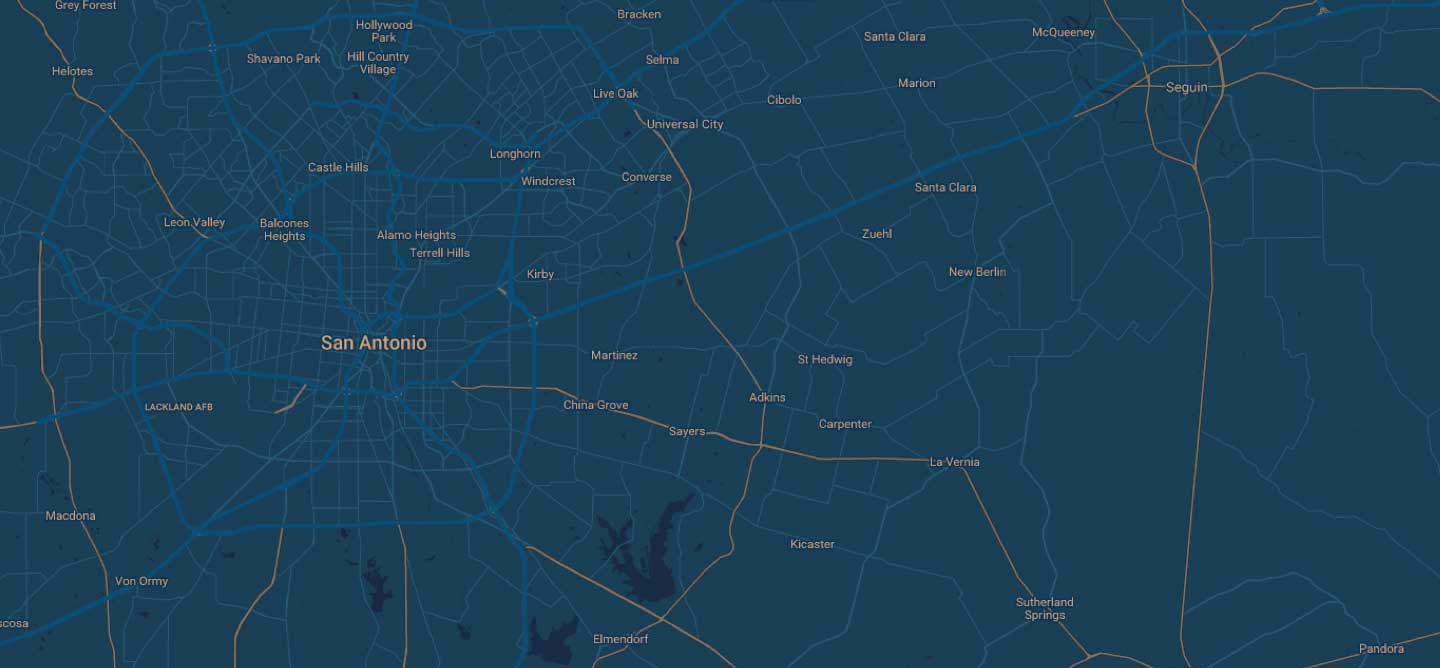 Grey Forest
Bracken
Hollywood
Park
McQueeney
Santa Clara
Shavano Park
Hill Country
Village
Selma
Helotes
Marion
Seguin
Live Oak
Cibolo
Universal City
Longhorn
Castle Hills
Windcrest
Converse
Santa Clara
Leon Valley
Balcones
Heights
Alamo Heights
Zuehl
Terrell Hills
Kirby
New Berlin
San Antonio
Martinez
St Hedwig
LACKLAND AFB
China Grove
Adkins
Carpenter
Sayers
La Vernia
Macdona
Kicaster
Von Ormy
Sutherland
Springs
scosa
Elmendorf
Pandora